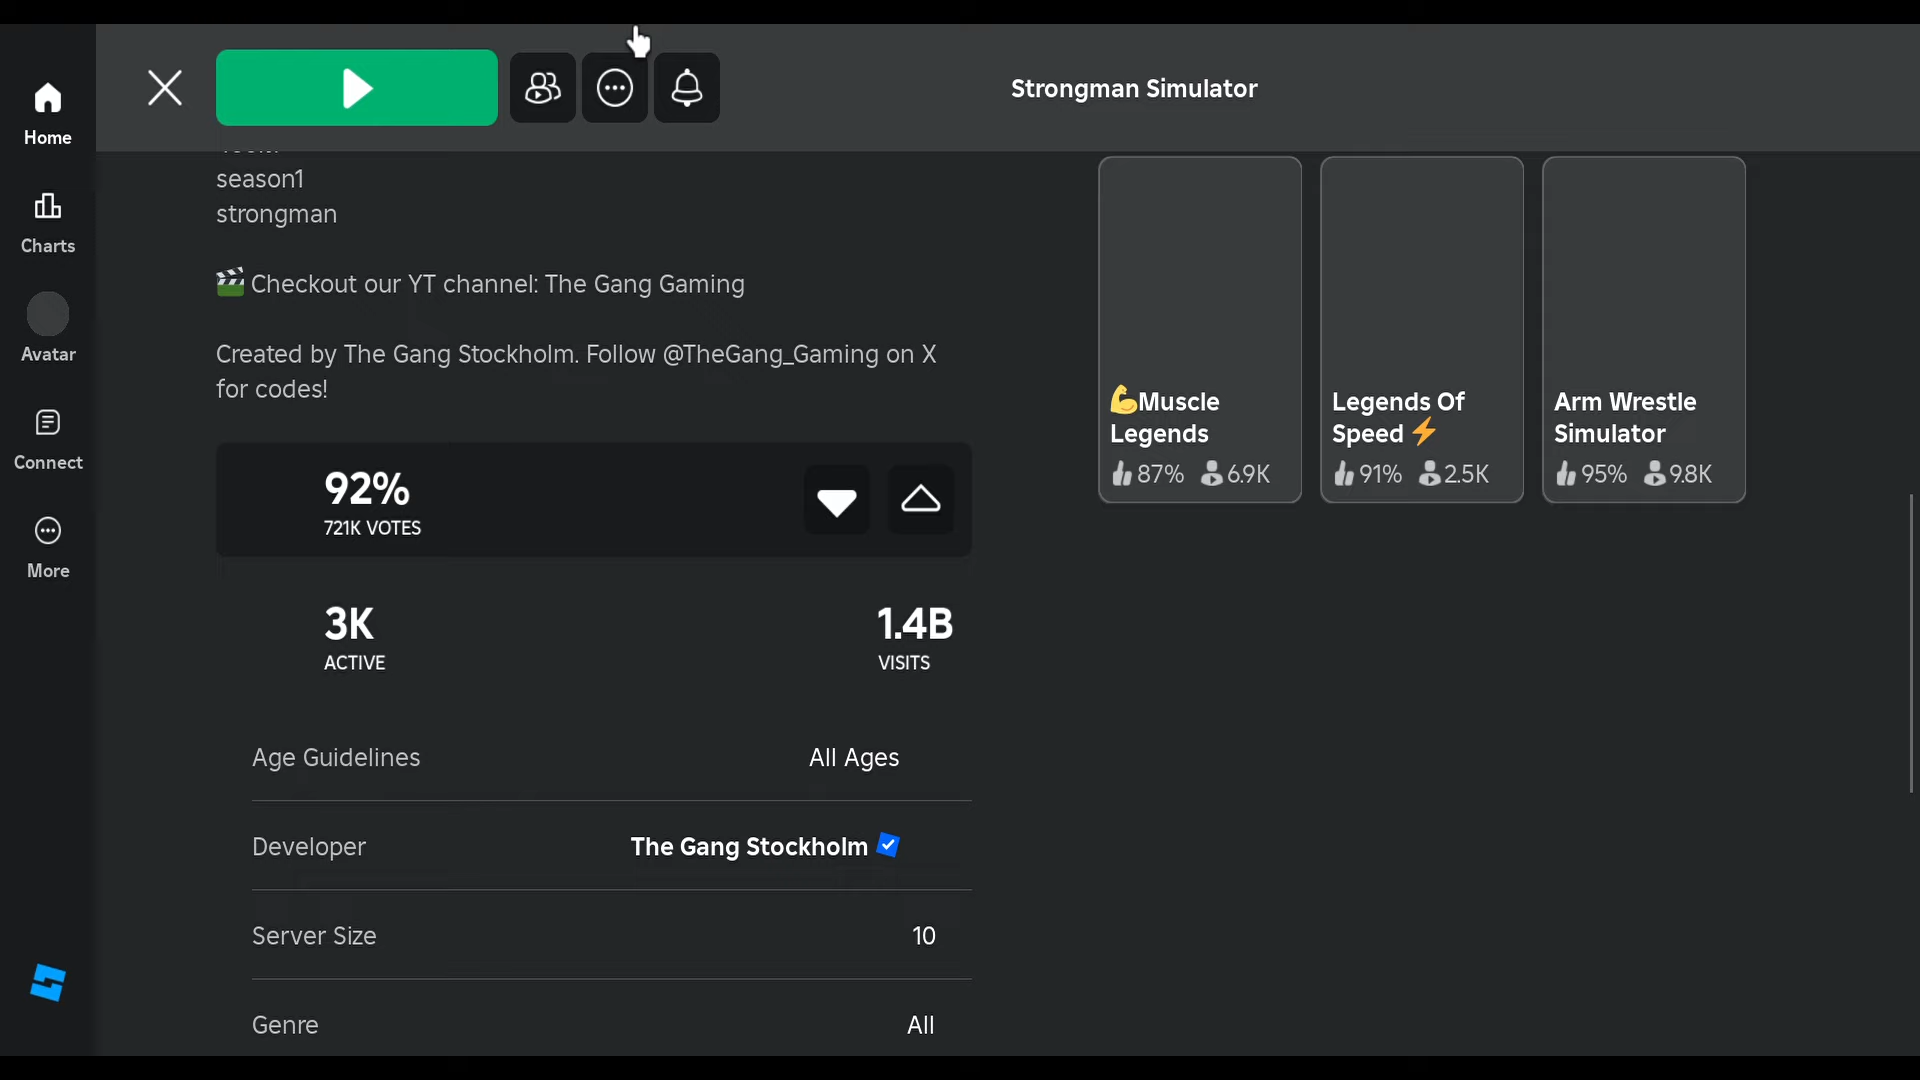 Strongman Simulator
Home
Charts
Avatar
Connect
More
season1
strongman
🎬 Checkout our YT channel: The Gang Gaming
Created by The Gang Stockholm. Follow @TheGang_Gaming on X
for codes!
92%
721K VOTES
3K
ACTIVE
1.4B
VISITS
Age Guidelines All Ages
Developer The Gang Stockholm
Server Size 10
Genre All
💪Muscle
Legends
87% 6.9K
Legends Of
Speed ⚡
91% 2.5K
Arm Wrestle
Simulator
95% 9.8K